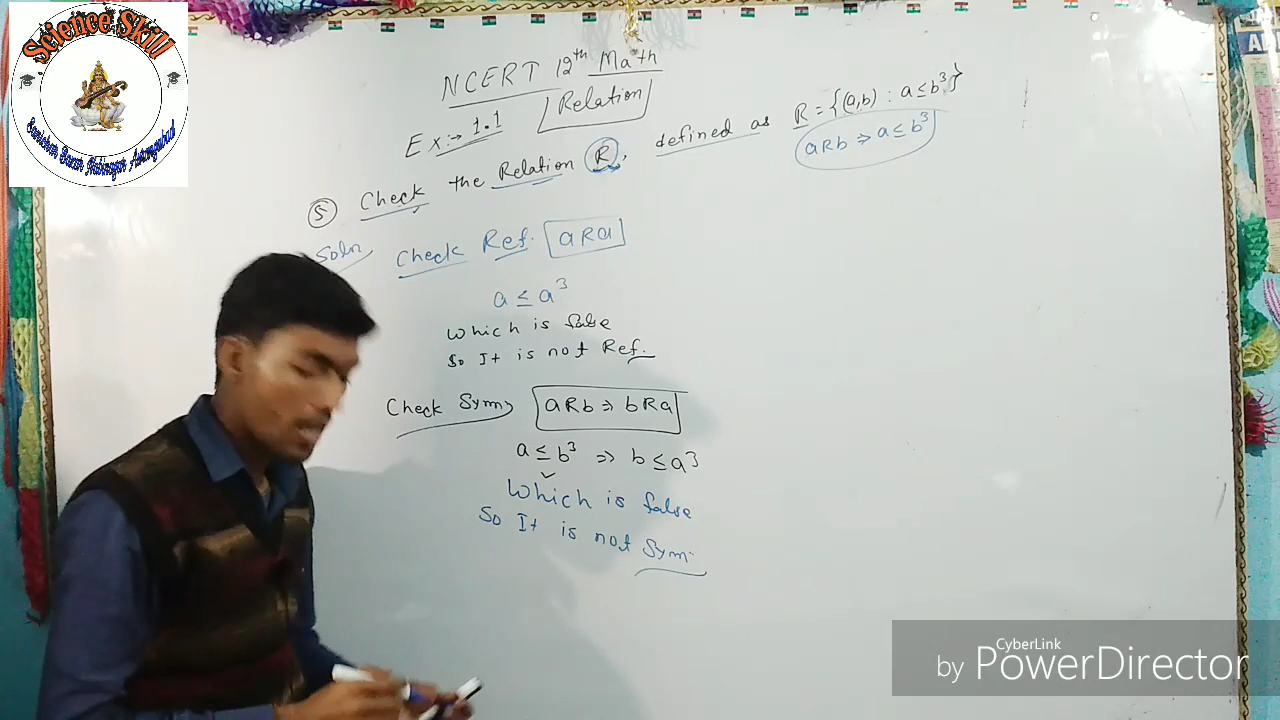 Science Skill
NCERT 12th Math
Relation
Ex:→ 1.1
⑤ Check the Relation R, defined as R = {(a,b) : a ≤ b³}
aRb ⇒ a ≤ b³
Soln
Check Ref. aRa
a ≤ a³
Which is false
So It is not Ref.
Check Sym aRb ⇒ bRa
a ≤ b³ ⇒ b ≤ a³
Which is false
So It is not Sym.
CyberLink
by PowerDirector